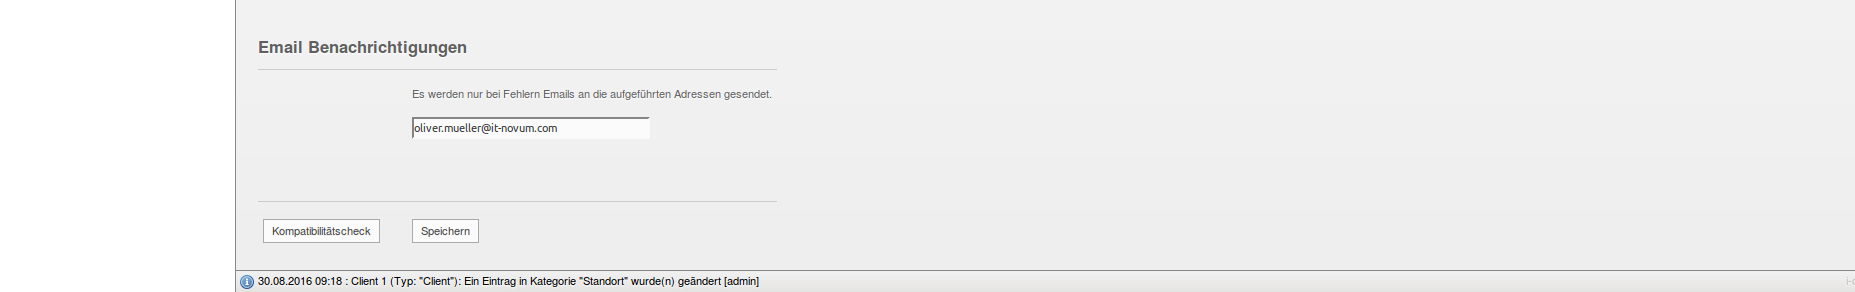 Email Benachrichtigungen
Es werden nur bei Fehlern Emails an die aufgeführten Adressen gesendet.
oliver.mueller@it-novum.com
Kompatibilitätscheck Speichern
30.08.2016 09:18 : Client 1 (Typ: "Client"): Ein Eintrag in Kategorie "Standort" wurde(n) geändert [admin]